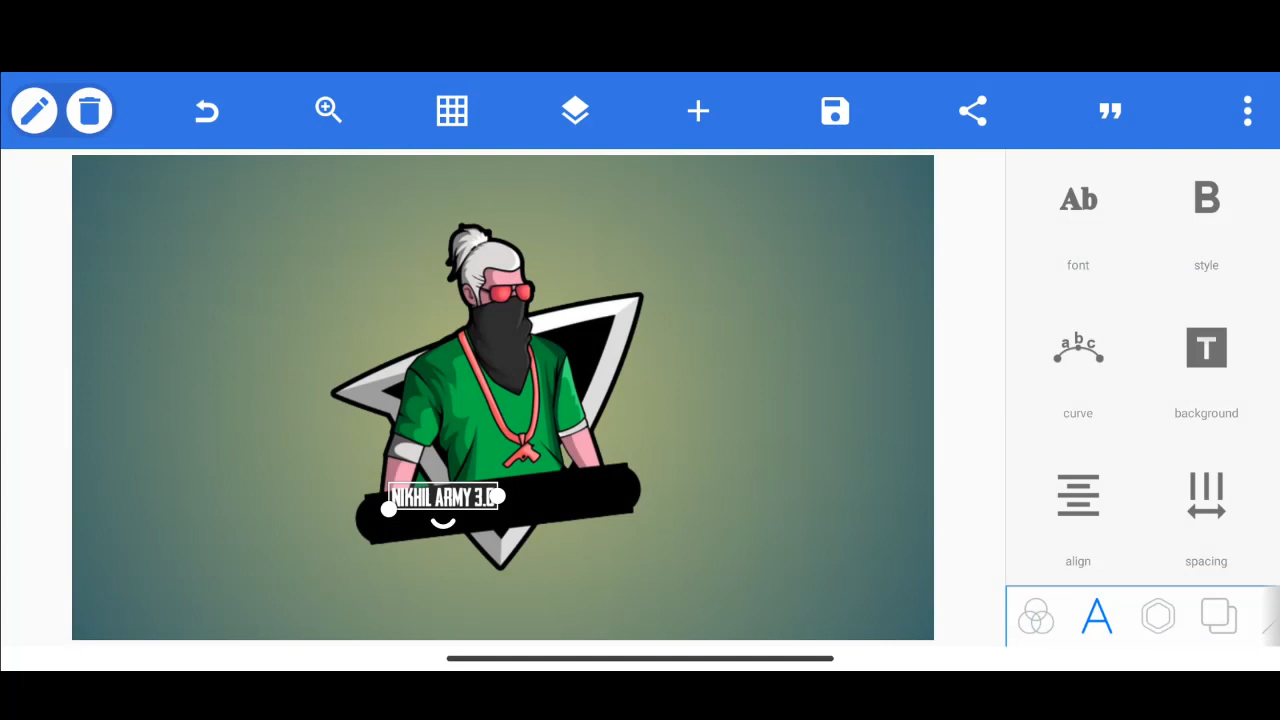 Ab
B
font
style
a b c
T
curve
background
align
spacing
NIKHIL ARMY 3.0
A